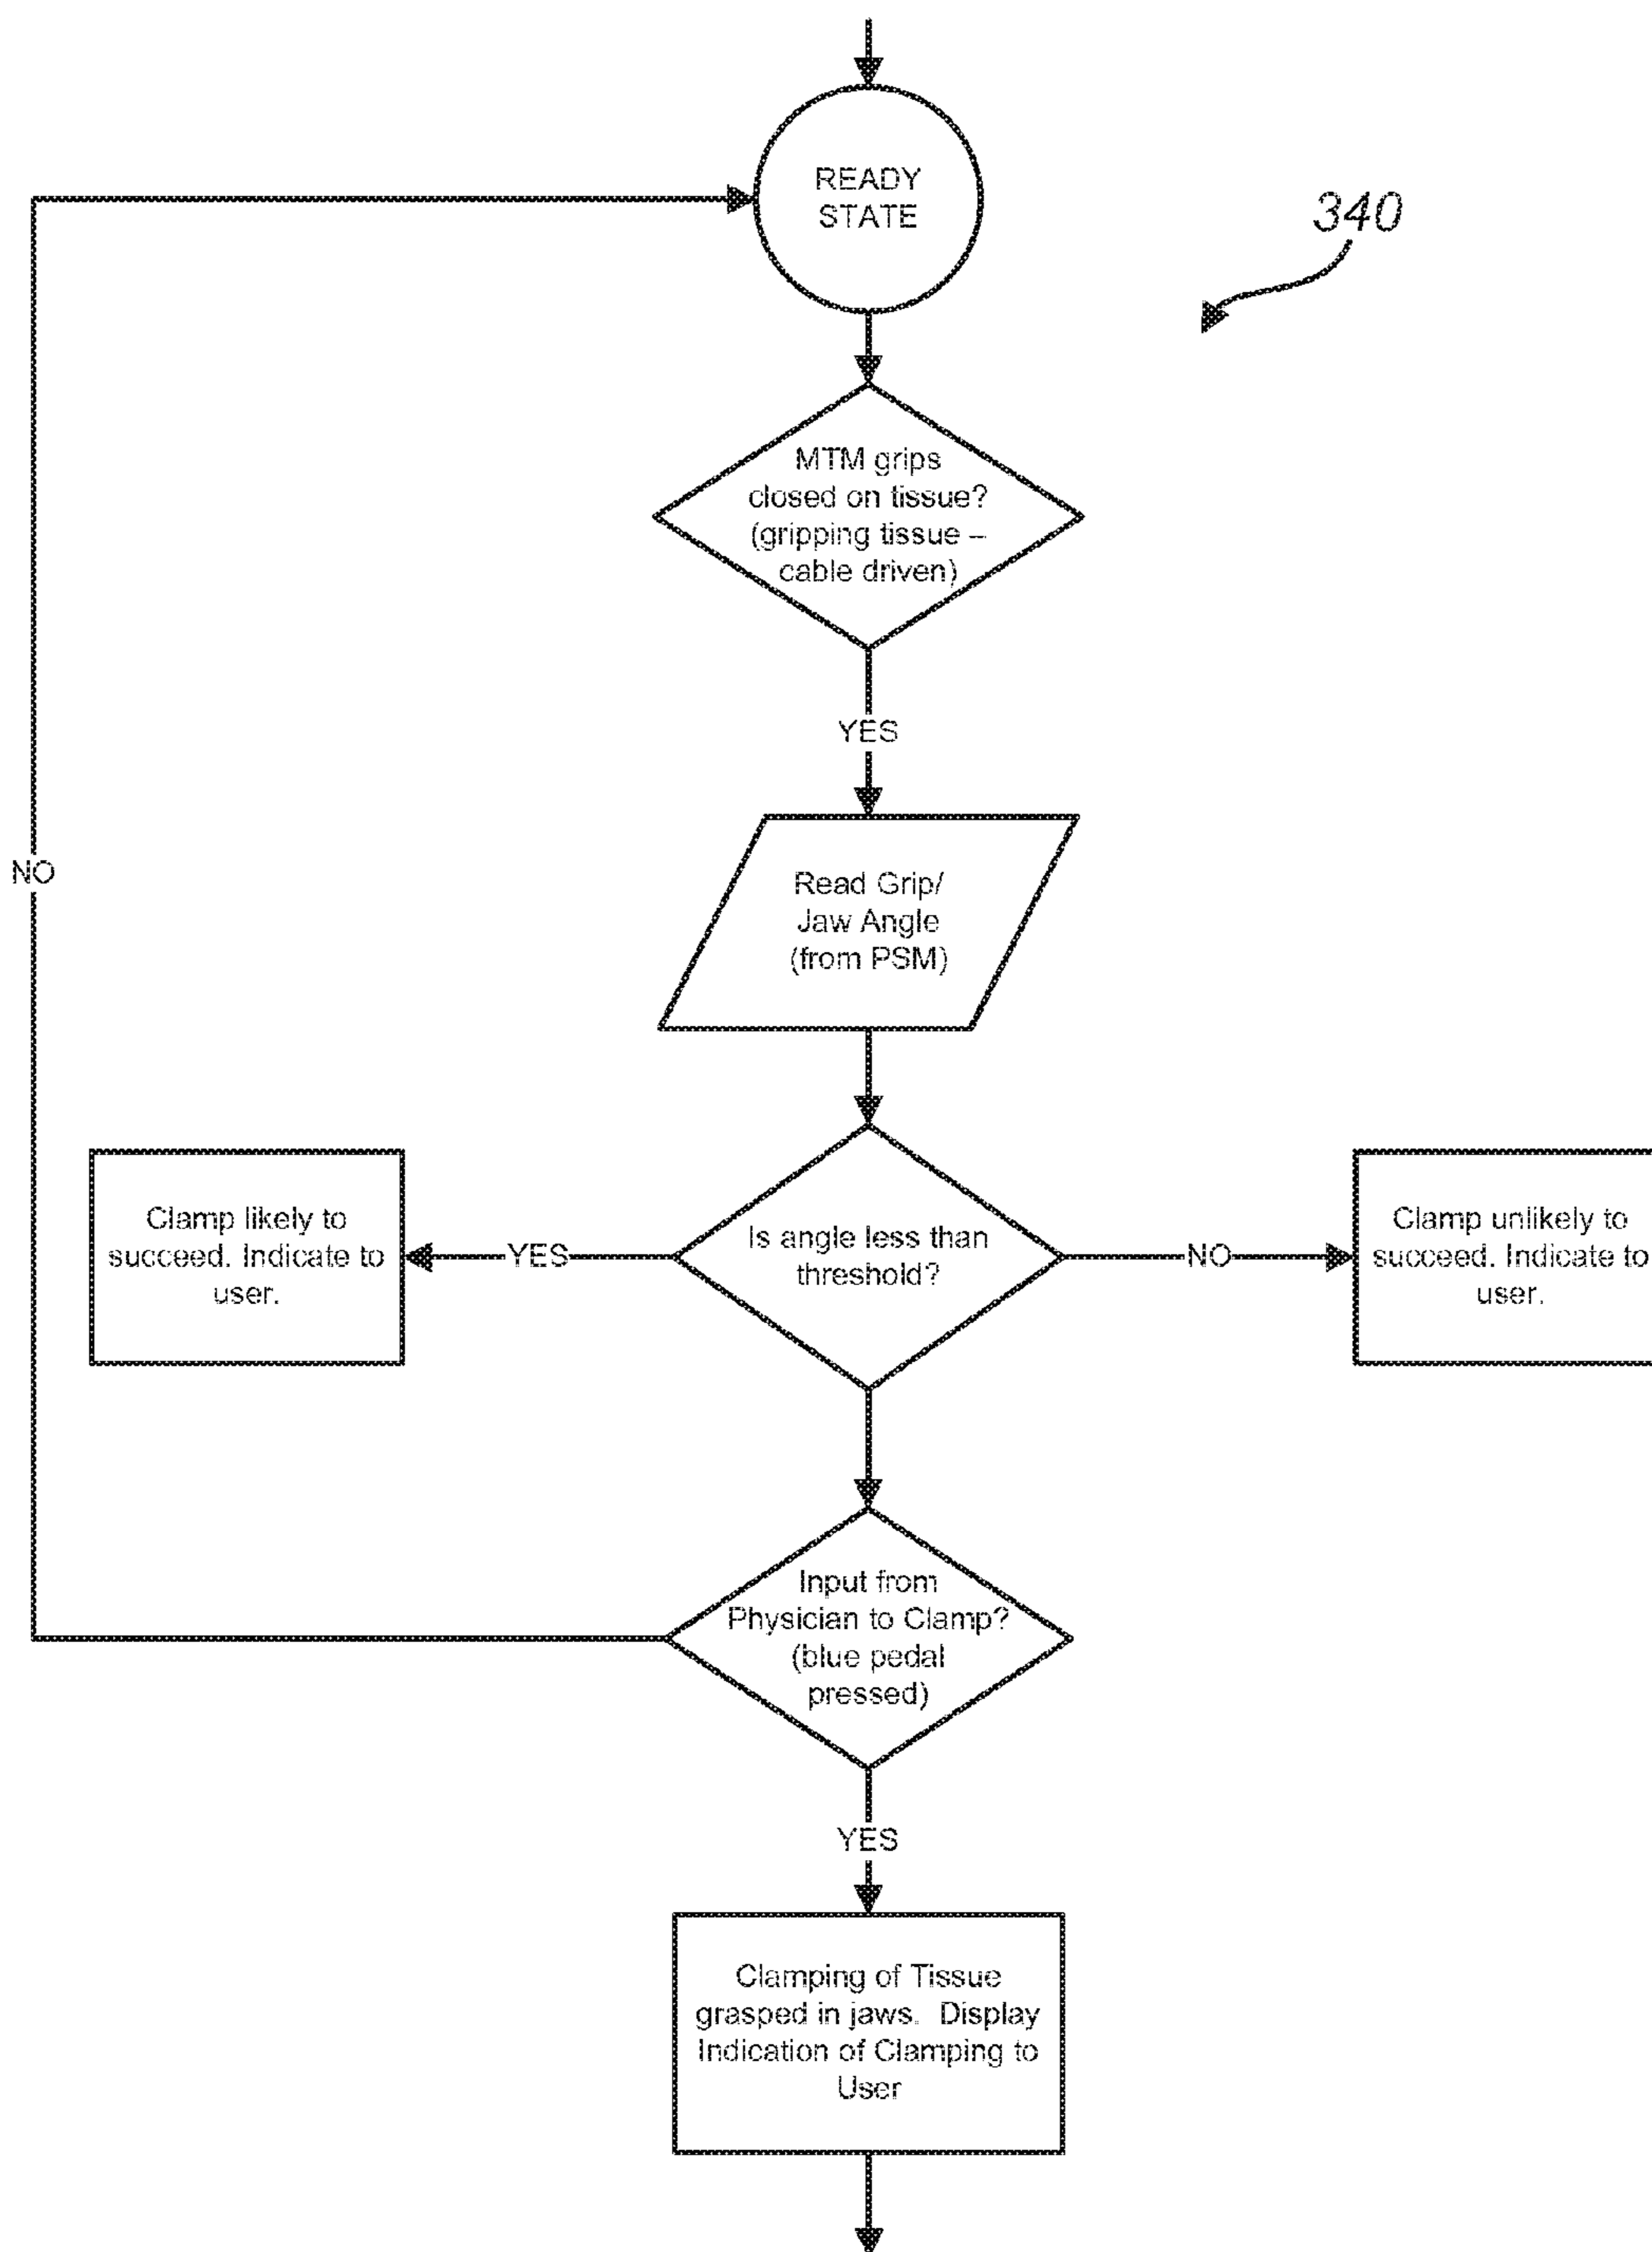 READY
STATE
340
MTM grips
closed on tissue?
(gripping tissue –
cable driven)
YES
NO
Read Grip/
Jaw Angle
(from PSM)
Clamp likely to
succeed. Indicate to
user.
YES
Is angle less than
threshold?
NO
Clamp unlikely to
succeed. Indicate to
user.
Input from
Physician to Clamp?
(blue pedal
pressed)
YES
Clamping of Tissue
grasped in jaws.  Display
Indication of Clamping to
User